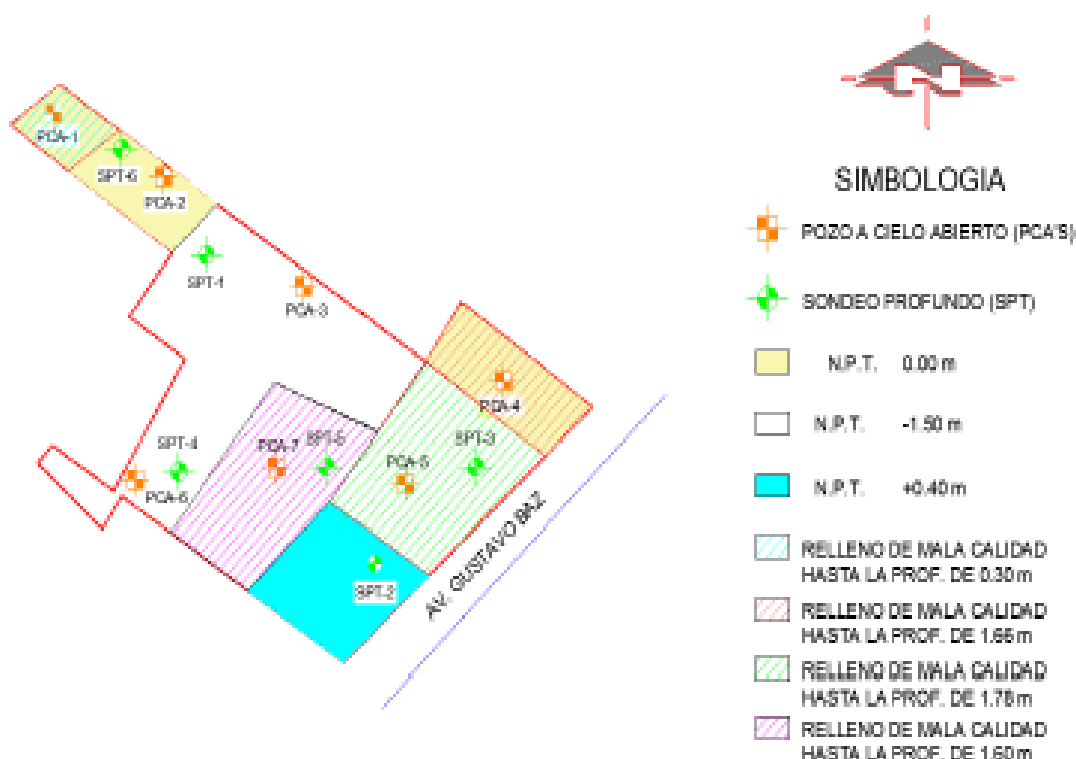 N
SIMBOLOGIA
POZO A CIELO ABIERTO (PCA'S)
SONDEO PROFUNDO (SPT)
N.P.T. 0.00 m
N.P.T. -1.50 m
N.P.T. +0.40 m
RELLENO DE MALA CALIDAD
HASTA LA PROF. DE 0.30 m
RELLENO DE MALA CALIDAD
HASTA LA PROF. DE 1.66 m
RELLENO DE MALA CALIDAD
HASTA LA PROF. DE 1.78 m
RELLENO DE MALA CALIDAD
HASTA LA PROF. DE 1.60 m
PCA-1
SPT-6
PCA-2
SPT-1
PCA-3
PCA-4
SPT-4
PCA-6
PCA-7
SPT-5
PCA-5
SPT-3
SPT-2
AV. GUSTAVO BAZ